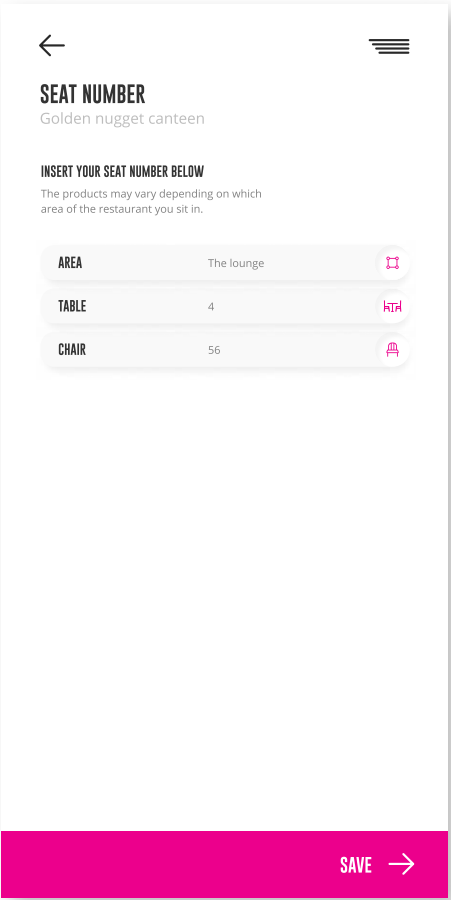 SEAT NUMBER
Golden nugget canteen
INSERT YOUR SEAT NUMBER BELOW
The products may vary depending on which
area of the restaurant you sit in.
AREA The lounge
TABLE 4
CHAIR 56
SAVE